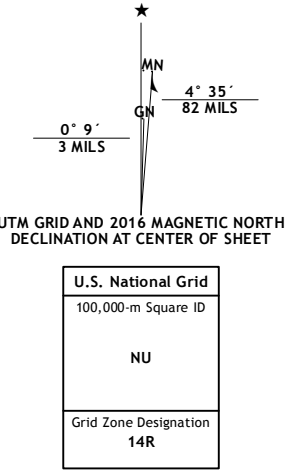 ★
MN
4° 35´
82 MILS
GN
0° 9´
3 MILS
UTM GRID AND 2016 MAGNETIC NORTH
DECLINATION AT CENTER OF SHEET
U.S. National Grid
100,000-m Square ID
NU
Grid Zone Designation
14R